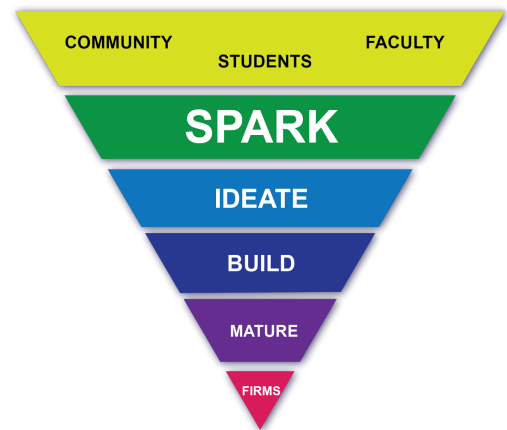 COMMUNITY
STUDENTS
FACULTY
SPARK
IDEATE
BUILD
MATURE
FIRMS